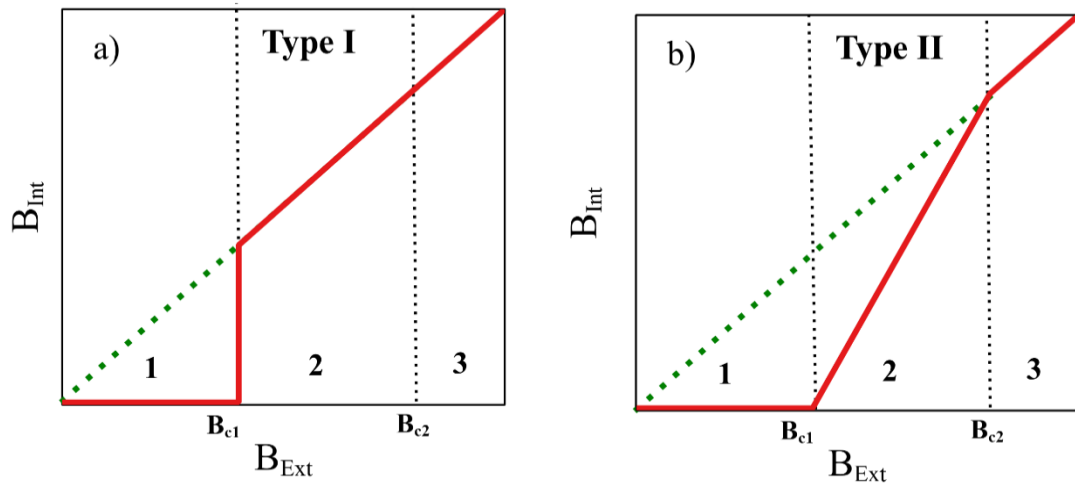 a)
Type I
B_Int
1
2
3
B_c1
B_c2
B_Ext
b)
Type II
B_Int
1
2
3
B_c1
B_c2
B_Ext